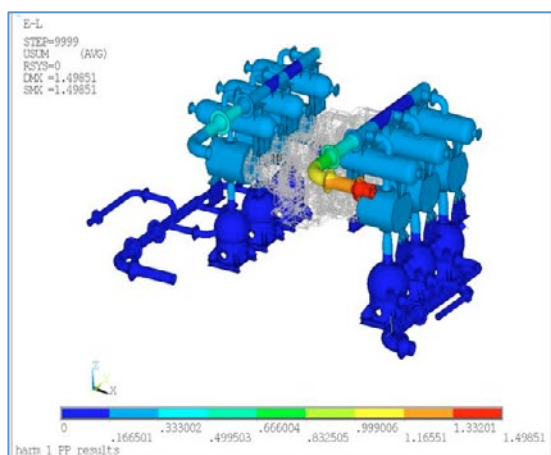 E-L
STEP=9999
USUM (AVG)
RSYS=0
DMX =1.49851
SMX =1.49851
Z
X
0 .333002 .666004 .999006 1.33201
.166501 .499503 .832505 1.16551 1.49851
harm 1 PP results